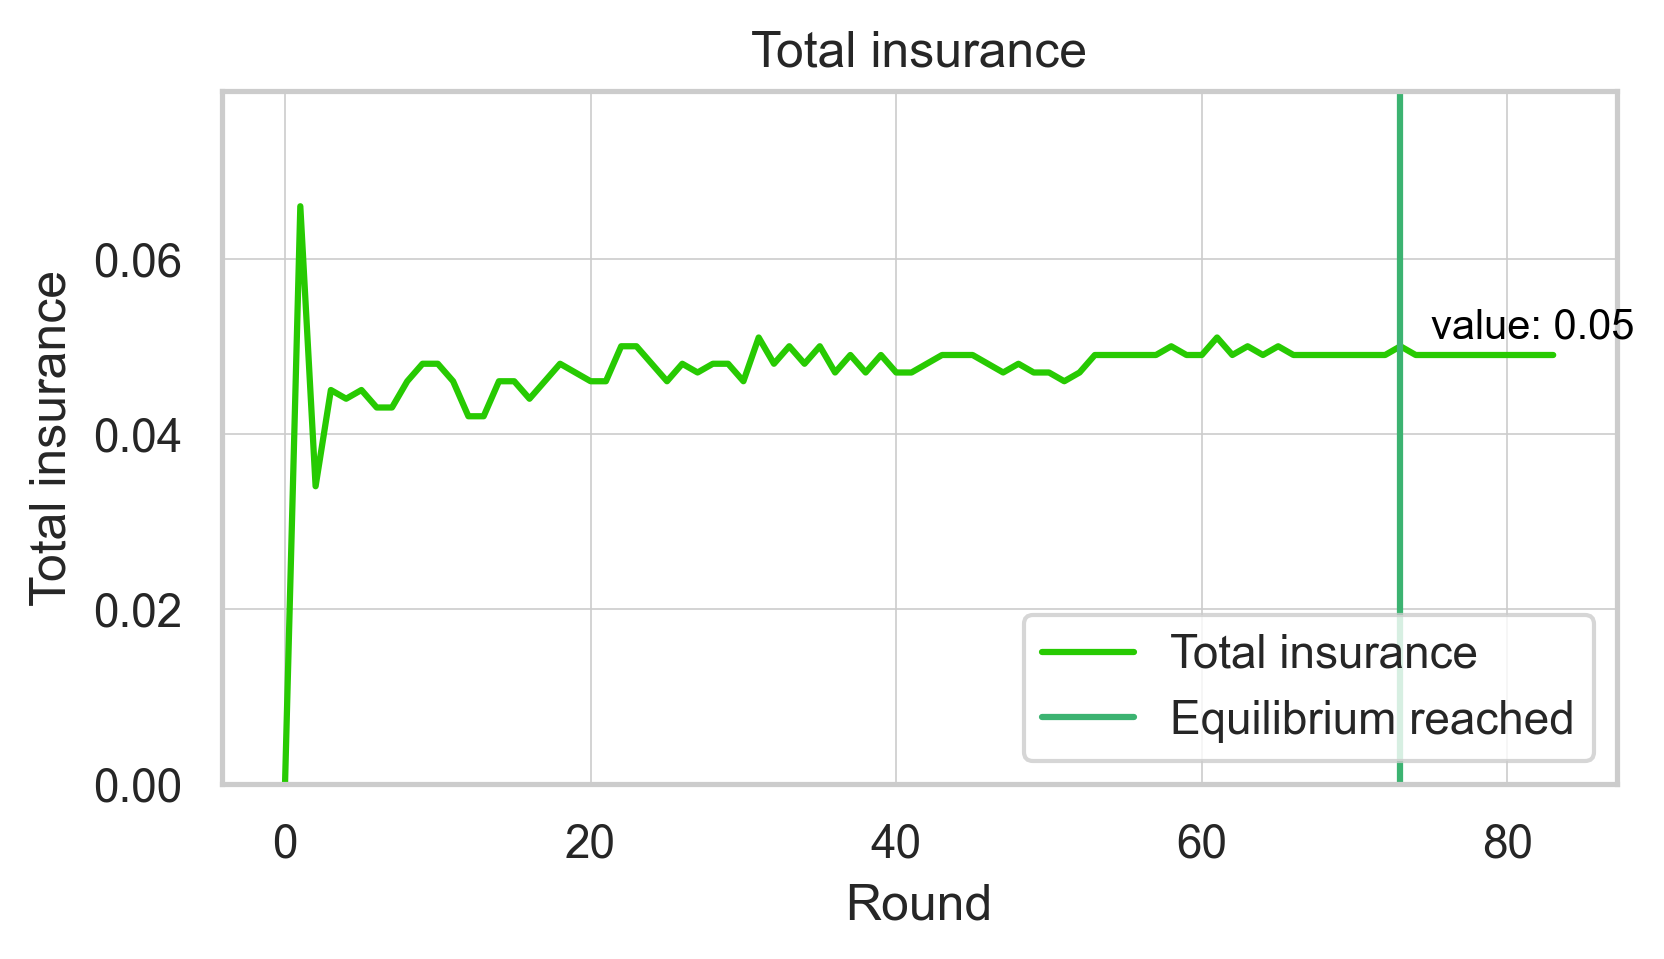 Total insurance
Total insurance
0.06
0.04
0.02
0.00
value: 0.05
Total insurance
Equilibrium reached
0 20 40 60 80
Round